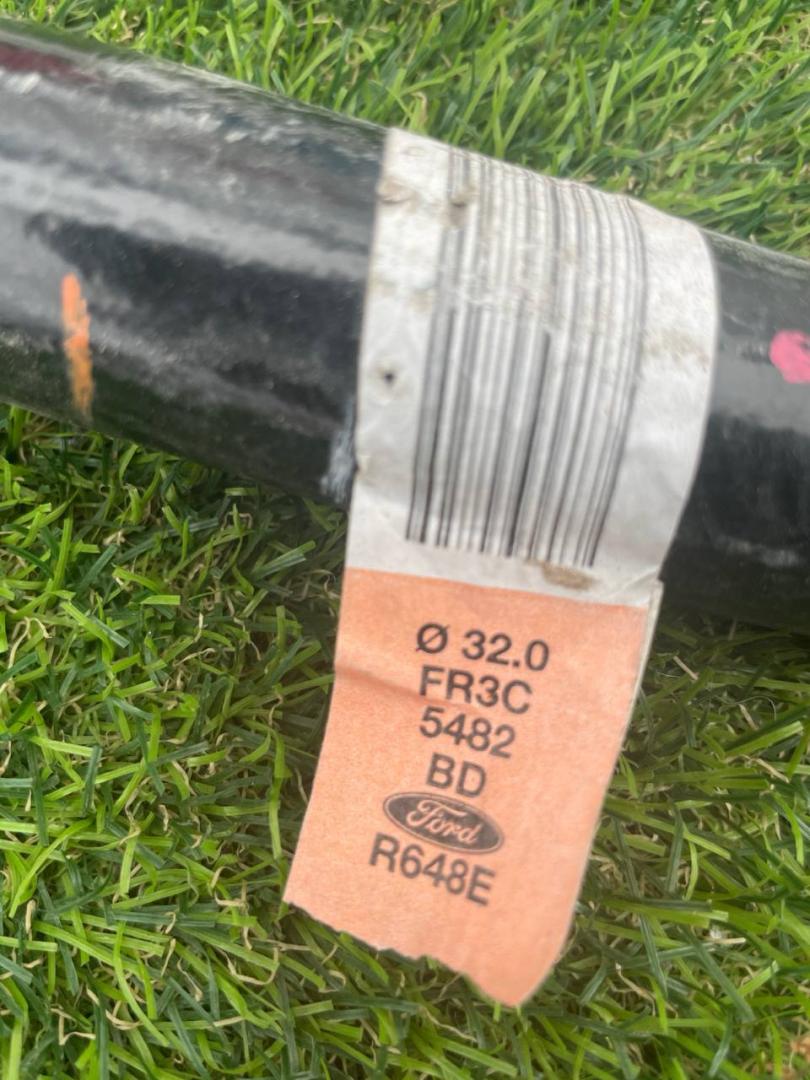 Ø 32.0
FR3C
5482
BD
Ford
R648E